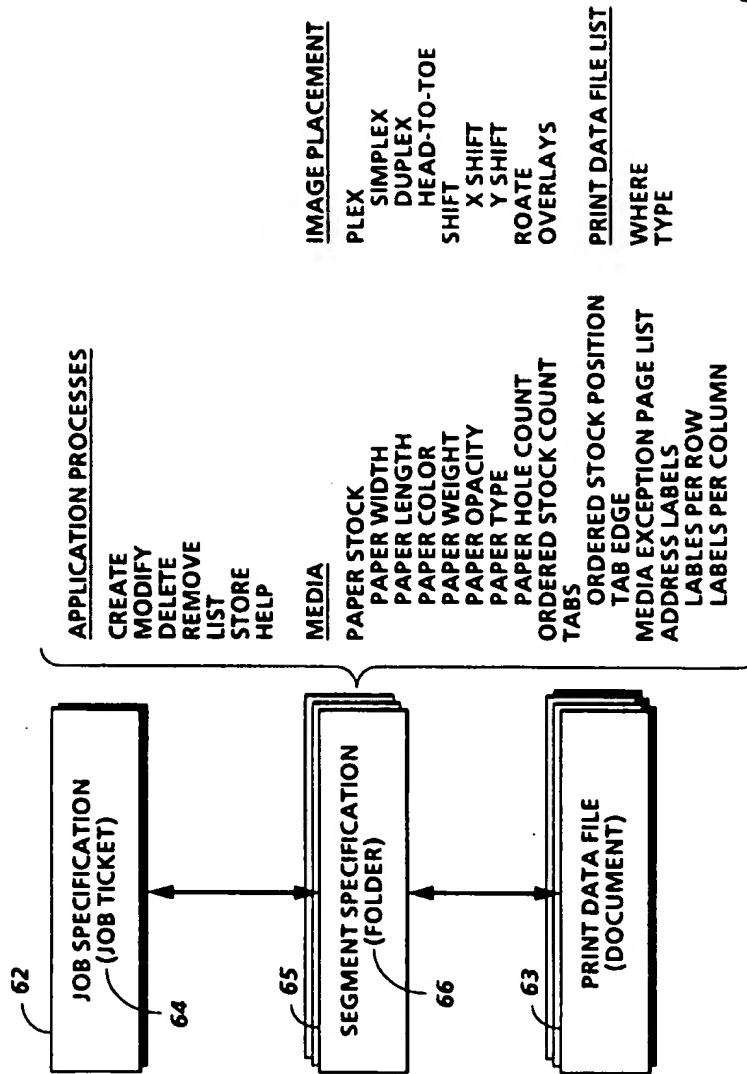 62
JOB SPECIFICATION
(JOB TICKET)
64
65
SEGMENT SPECIFICATION
(FOLDER)
66
63
PRINT DATA FILE
(DOCUMENT)
APPLICATION PROCESSES
CREATE
MODIFY
DELETE
REMOVE
LIST
STORE
HELP
MEDIA
PAPER STOCK
PAPER WIDTH
PAPER LENGTH
PAPER COLOR
PAPER WEIGHT
PAPER OPACITY
PAPER TYPE
PAPER HOLE COUNT
ORDERED STOCK COUNT
TABS
ORDERED STOCK POSITION
TAB EDGE
MEDIA EXCEPTION PAGE LIST
ADDRESS LABELS
LABLES PER ROW
LABELS PER COLUMN
IMAGE PLACEMENT
PLEX
SIMPLEX
DUPLEX
HEAD-TO-TOE
SHIFT
X SHIFT
Y SHIFT
ROATE
OVERLAYS
PRINT DATA FILE LIST
WHERE
TYPE